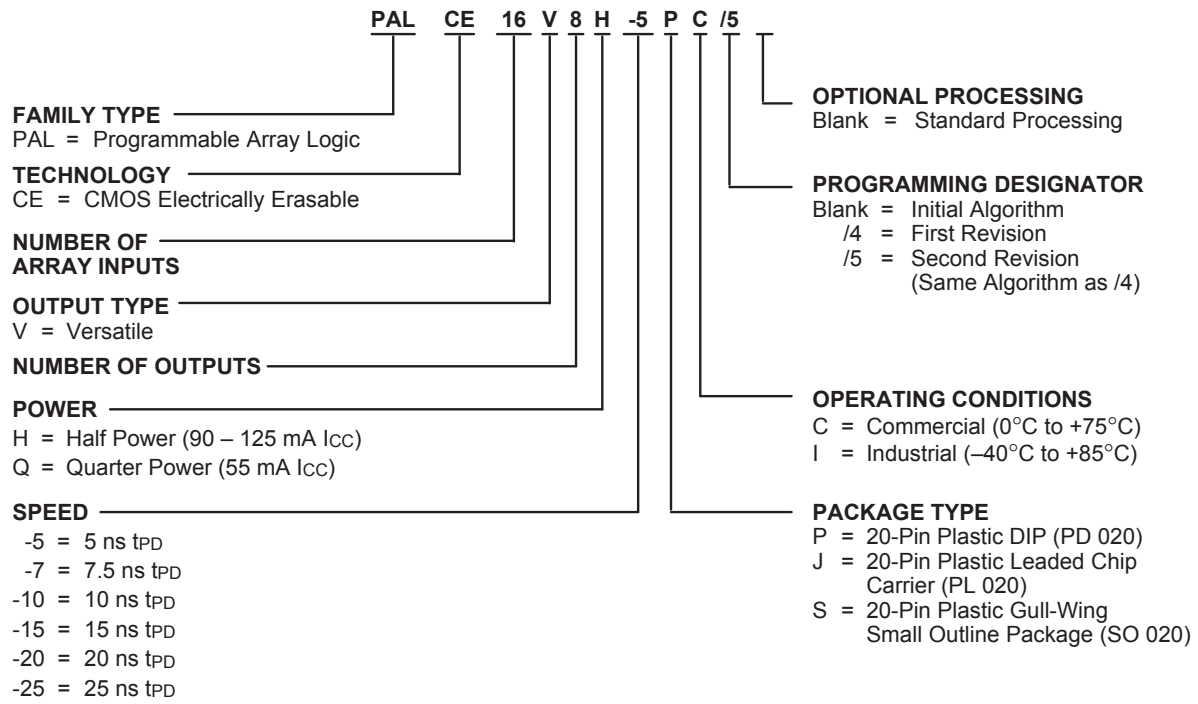 PAL CE 16 V 8 H -5 P C /5
FAMILY TYPE
PAL = Programmable Array Logic
TECHNOLOGY
CE = CMOS Electrically Erasable
NUMBER OF
ARRAY INPUTS
OUTPUT TYPE
V = Versatile
NUMBER OF OUTPUTS
POWER
H = Half Power (90 – 125 mA ICC)
Q = Quarter Power (55 mA ICC)
SPEED
-5 = 5 ns tPD
-7 = 7.5 ns tPD
-10 = 10 ns tPD
-15 = 15 ns tPD
-20 = 20 ns tPD
-25 = 25 ns tPD
OPTIONAL PROCESSING
Blank = Standard Processing
PROGRAMMING DESIGNATOR
Blank = Initial Algorithm
/4 = First Revision
/5 = Second Revision
(Same Algorithm as /4)
OPERATING CONDITIONS
C = Commercial (0°C to +75°C)
I = Industrial (–40°C to +85°C)
PACKAGE TYPE
P = 20-Pin Plastic DIP (PD 020)
J = 20-Pin Plastic Leaded Chip
Carrier (PL 020)
S = 20-Pin Plastic Gull-Wing
Small Outline Package (SO 020)